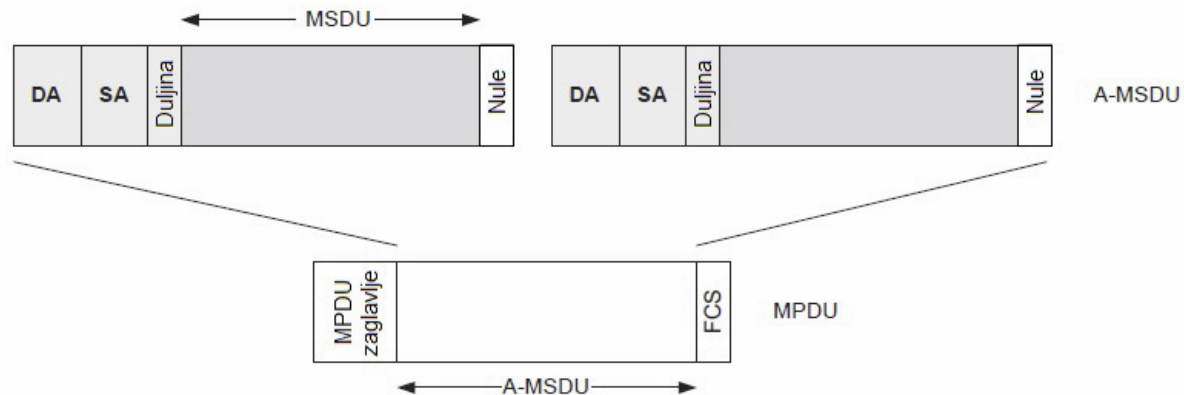 MSDU
DA SA Duljina Nule DA SA Duljina Nule A-MSDU
MPDU
zaglavlje
FCS
MPDU
A-MSDU